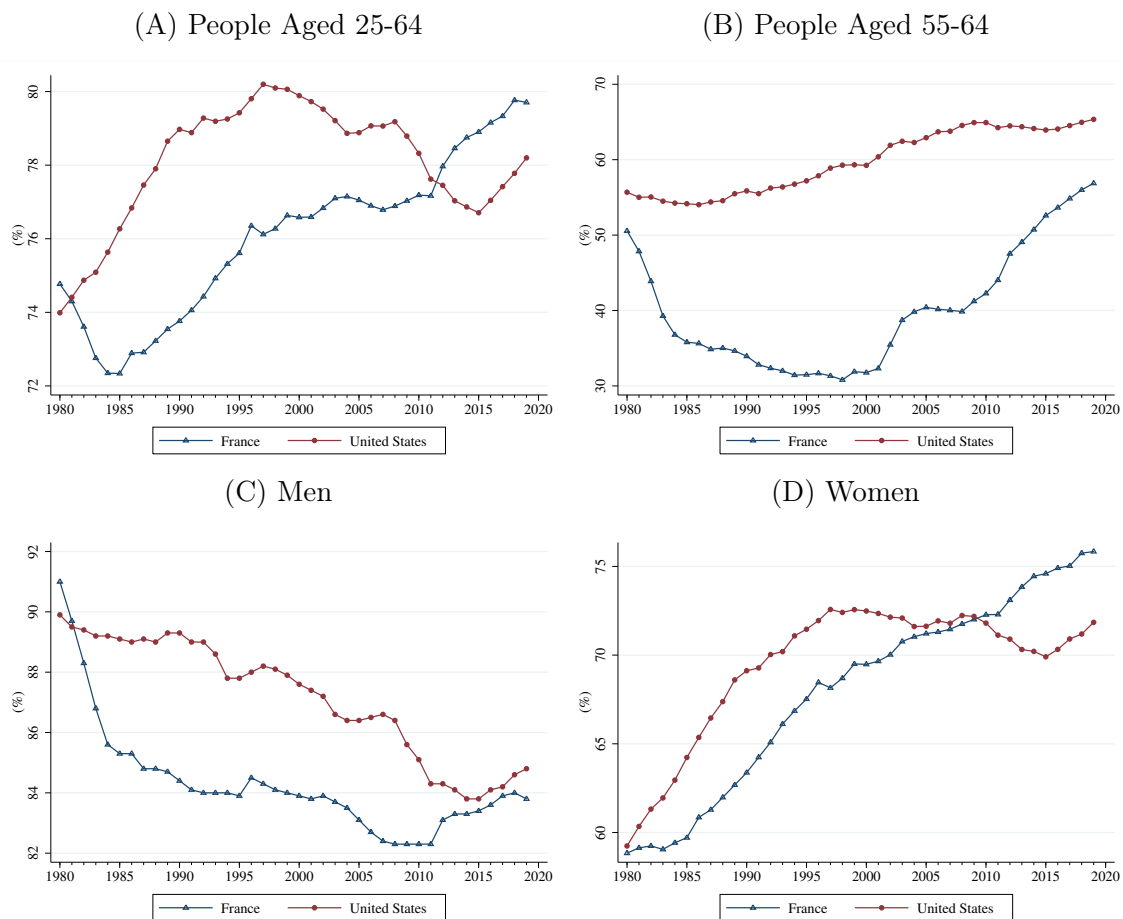 (A) People Aged 25-64
(%)
72 74 76 78 80
1980 1985 1990 1995 2000 2005 2010 2015 2020
France United States
(B) People Aged 55-64
(%)
30 40 50 60 70
1980 1985 1990 1995 2000 2005 2010 2015 2020
France United States
(C) Men
(%)
82 84 86 88 90 92
1980 1985 1990 1995 2000 2005 2010 2015 2020
France United States
(D) Women
(%)
60 65 70 75
1980 1985 1990 1995 2000 2005 2010 2015 2020
France United States